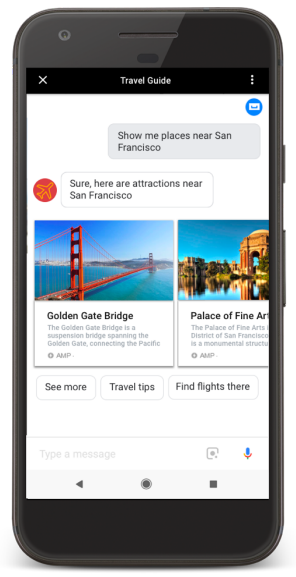 Travel Guide
Show me places near San
Francisco
Sure, here are attractions near
San Francisco
Golden Gate Bridge
The Golden Gate Bridge is a
suspension bridge spanning the
Golden Gate, connecting the Pacific
AMP ·
Palace of Fine Art
The Palace of Fine Arts i
District of San Francisco
is a monumental structu
AMP ·
See more
Travel tips
Find flights there
Type a message